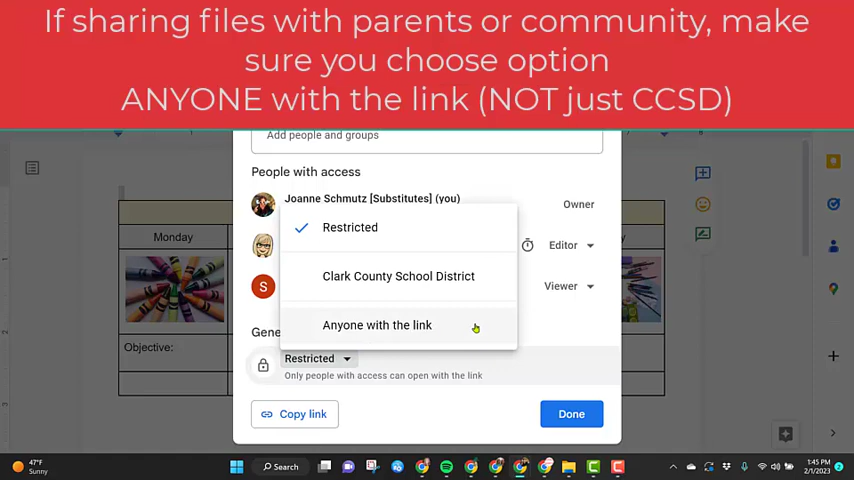 If sharing files with parents or community, make
sure you choose option
ANYONE with the link (NOT just CCSD)
Add people and groups
People with access
Joanne Schmutz [Substitutes] (you)
Owner
Restricted
Monday
Editor
Clark County School District
S
Viewer
Anyone with the link
Gene
Objective:
Restricted
Only people with access can open with the link
Copy link
Done
47°F
Sunny
Search
1:45 PM
2/1/2023